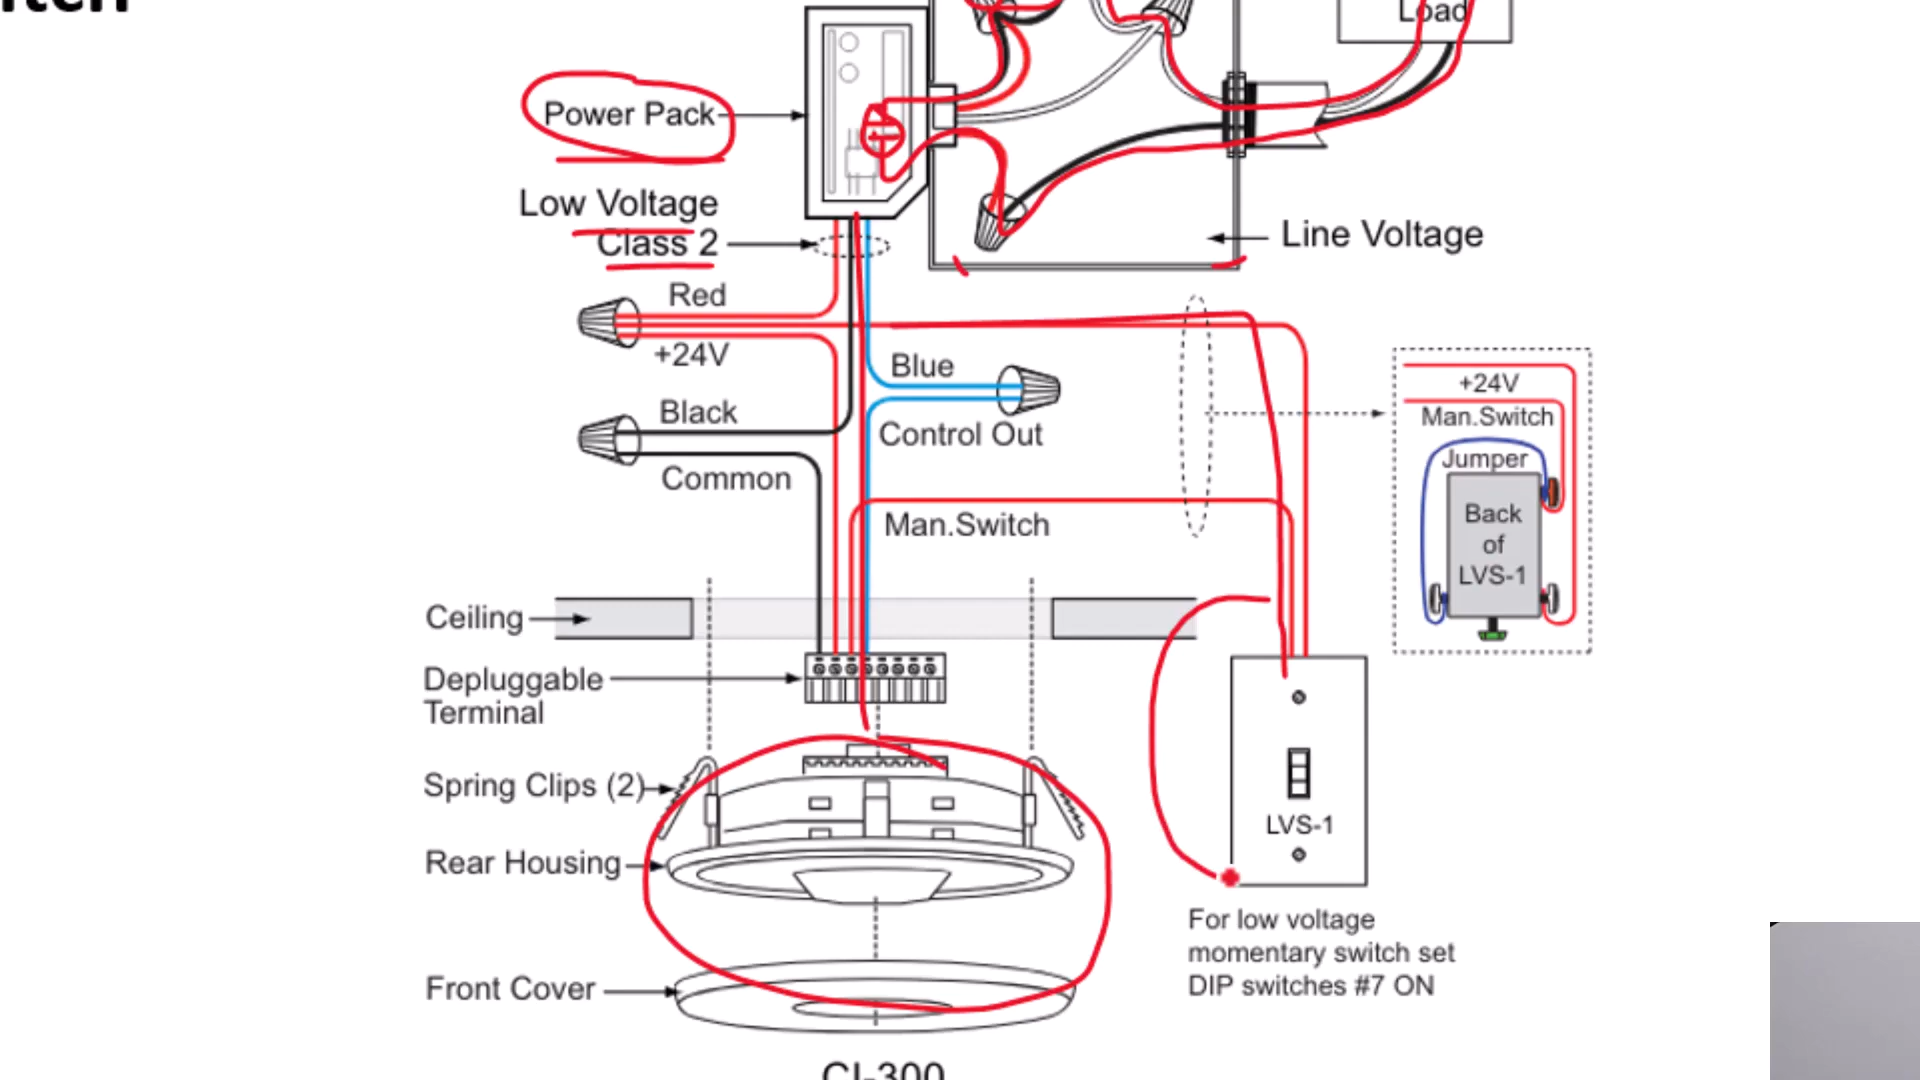 Load
Power Pack
Low Voltage
Class 2
Line Voltage
Red
+24V
Blue
Control Out
Black
Common
Man.Switch
+24V
Man.Switch
Jumper
Back
of
LVS-1
Ceiling
Depluggable
Terminal
Spring Clips (2)
Rear Housing
Front Cover
LVS-1
For low voltage
momentary switch set
DIP switches #7 ON
CI-300